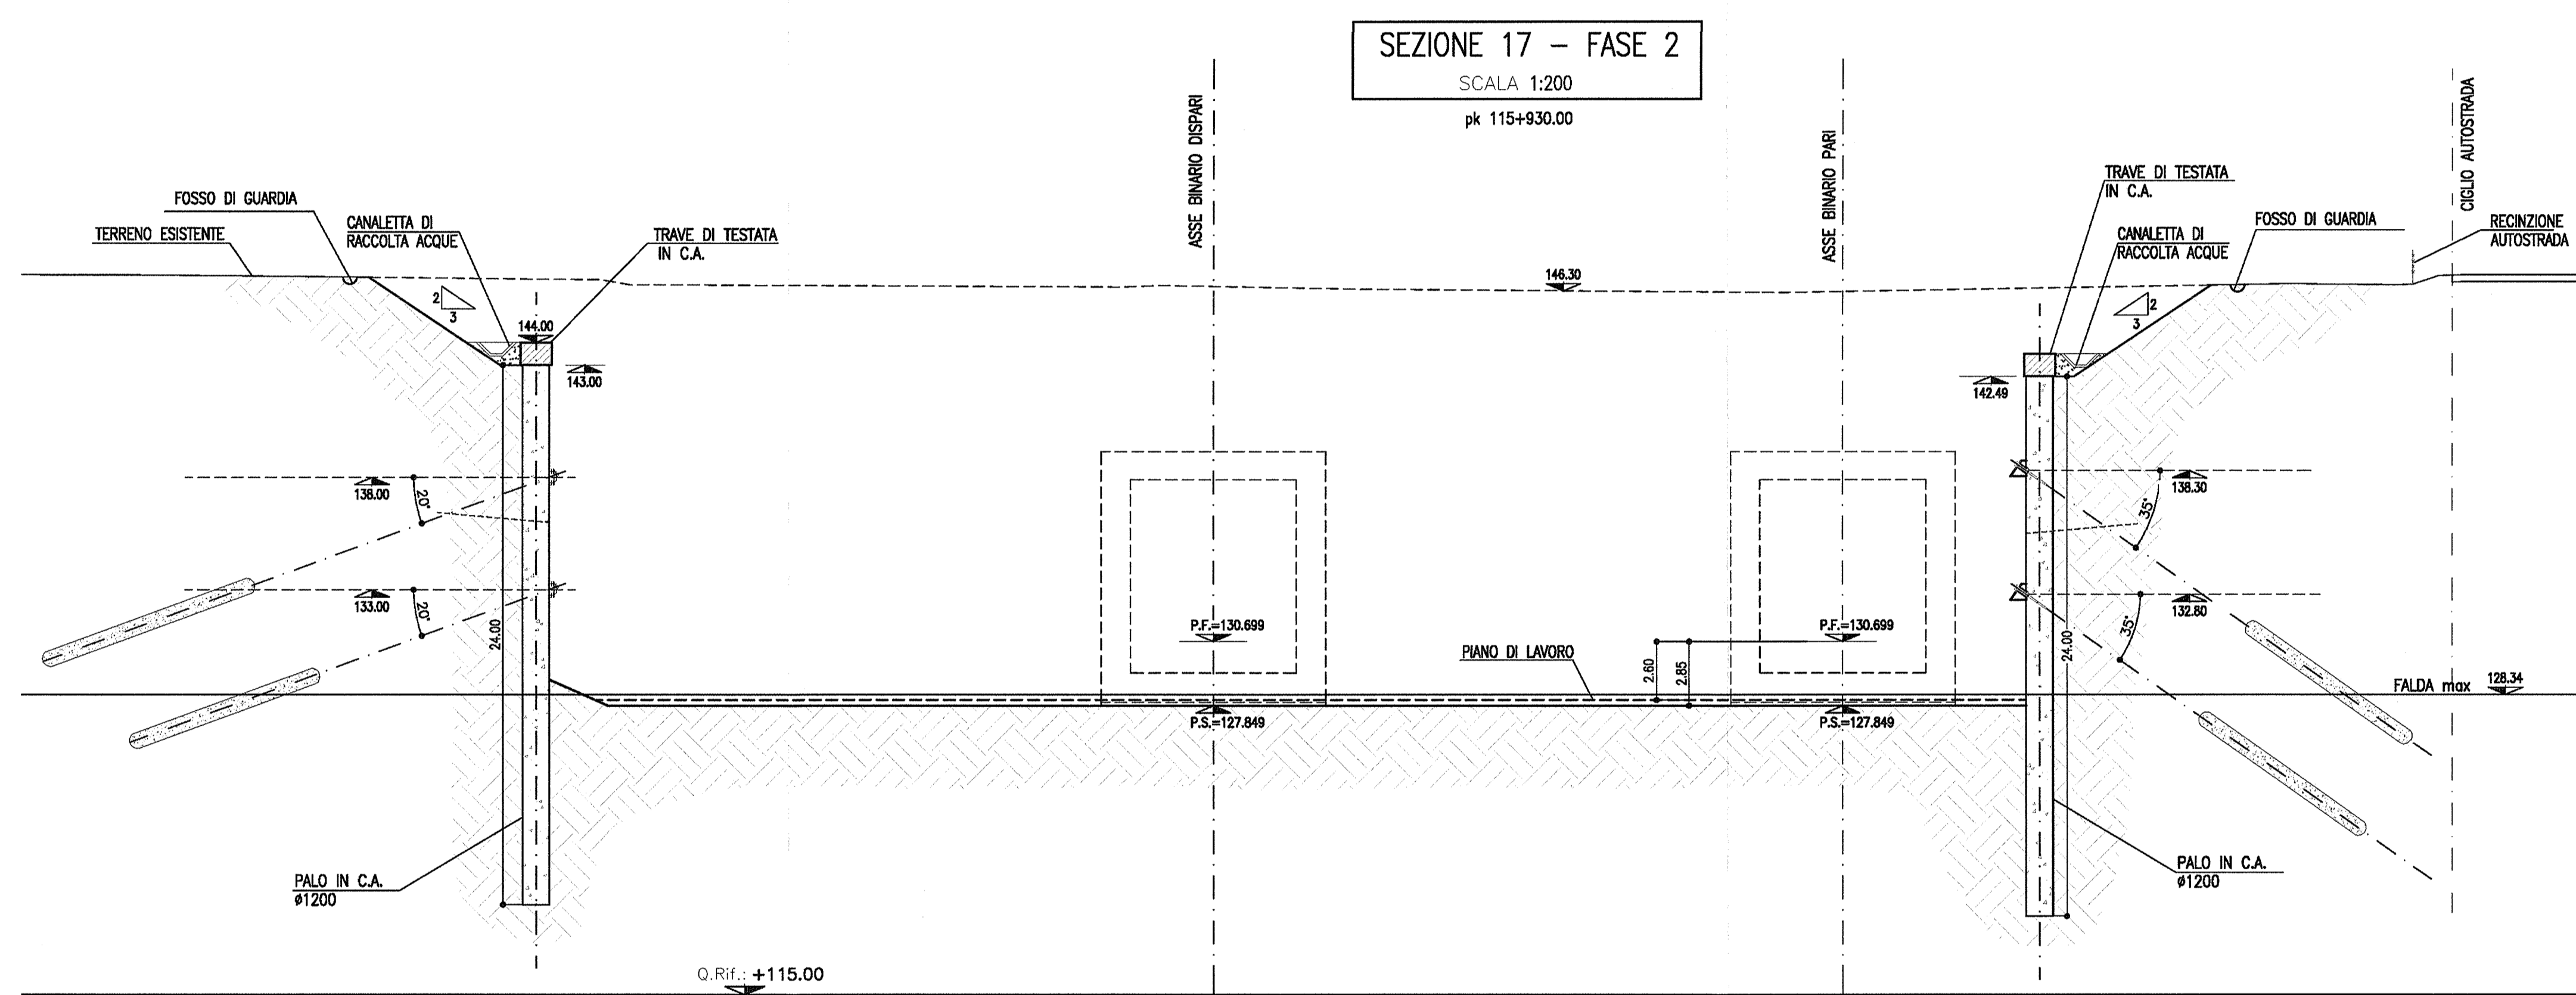 SEZIONE 17 – FASE 2
SCALA 1:200
pk 115+930.00
ASSE BINARIO DISPARI
ASSE BINARIO PARI
CIGLIO AUTOSTRADA
FOSSO DI GUARDIA
TERRENO ESISTENTE
CANALETTA DI
RACCOLTA ACQUE
TRAVE DI TESTATA
IN C.A.
TRAVE DI TESTATA
IN C.A.
CANALETTA DI
RACCOLTA ACQUE
FOSSO DI GUARDIA
RECINZIONE
AUTOSTRADA
146.30
2
3
144.00
143.00
2
3
142.49
138.00
20°
133.00
20°
24.00
138.30
35°
132.80
35°
24.00
P.F.=130.699
P.F.=130.699
PIANO DI LAVORO
2.60
2.85
P.S.=127.849
P.S.=127.849
FALDA max 128.34
PALO IN C.A.
ø1200
PALO IN C.A.
ø1200
Q.Rif.: +115.00